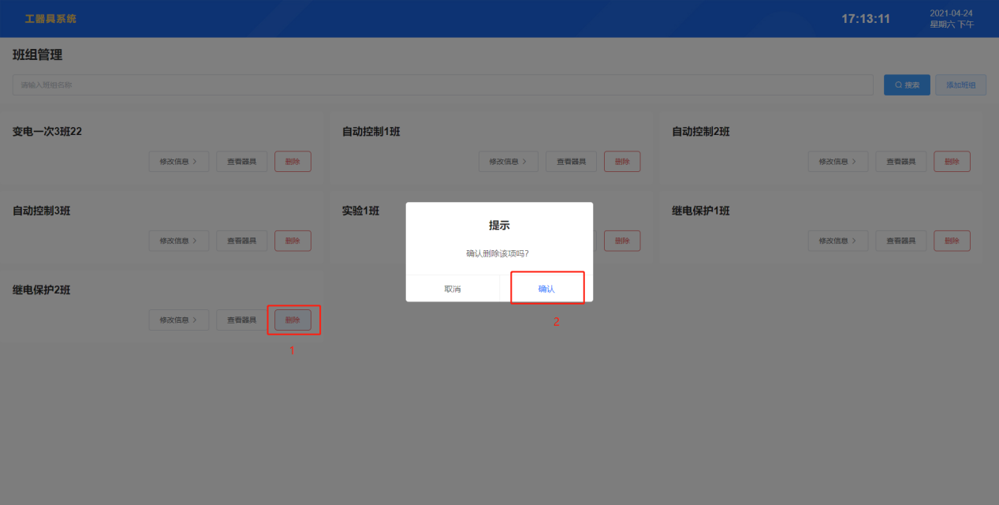 工器具系统
17:13:11
2021-04-24
星期六 下午
班组管理
请输入班组名称
搜索
添加班组
变电一次3班22
自动控制1班
自动控制2班
修改信息 >
查看器具
删除
修改信息 >
查看器具
删除
修改信息 >
查看器具
删除
自动控制3班
实验1班
继电保护1班
修改信息 >
查看器具
删除
删除
修改信息 >
查看器具
删除
提示
确认删除该项吗?
取消
确认
2
继电保护2班
修改信息 >
查看器具
删除
1